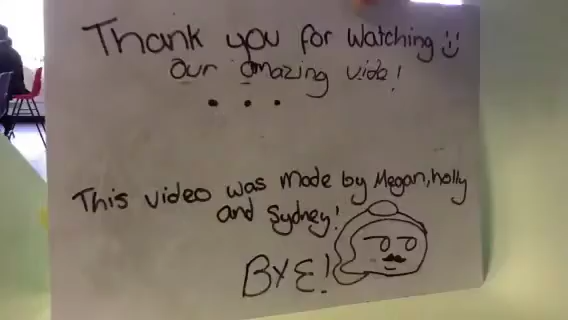 Thank you for watching :)
Our amazing vide!
...
This video was made by Megan, holly
and Sydney!
BYE!